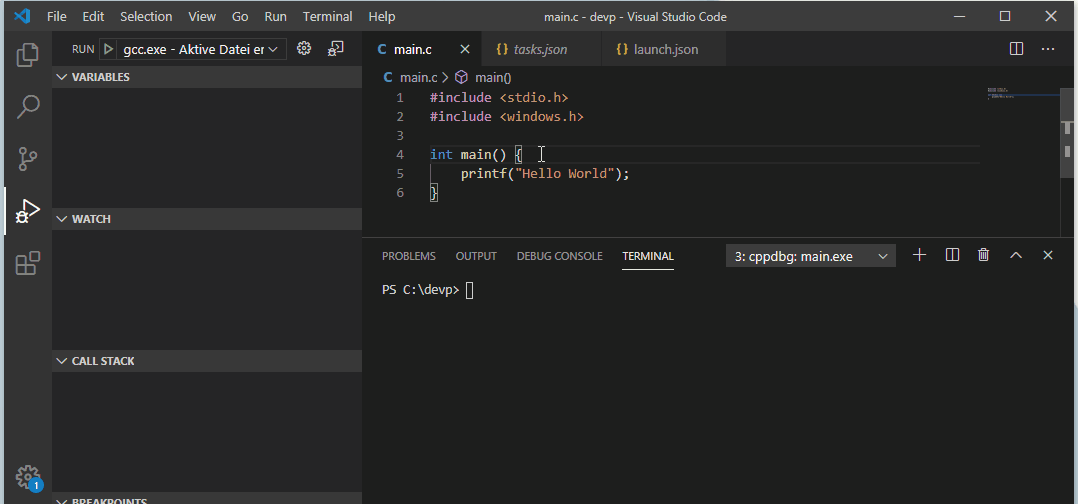 File Edit Selection View Go Run Terminal Help main.c - devp - Visual Studio Code
RUN gcc.exe - Aktive Datei er
VARIABLES
WATCH
CALL STACK
BREAKPOINTS
1
main.c tasks.json launch.json
main.c > main()
1 #include <stdio.h>
2 #include <windows.h>
3
4 int main() {
5 printf("Hello World");
6 }
PROBLEMS OUTPUT DEBUG CONSOLE TERMINAL 3: cppdbg: main.exe
PS C:\devp>